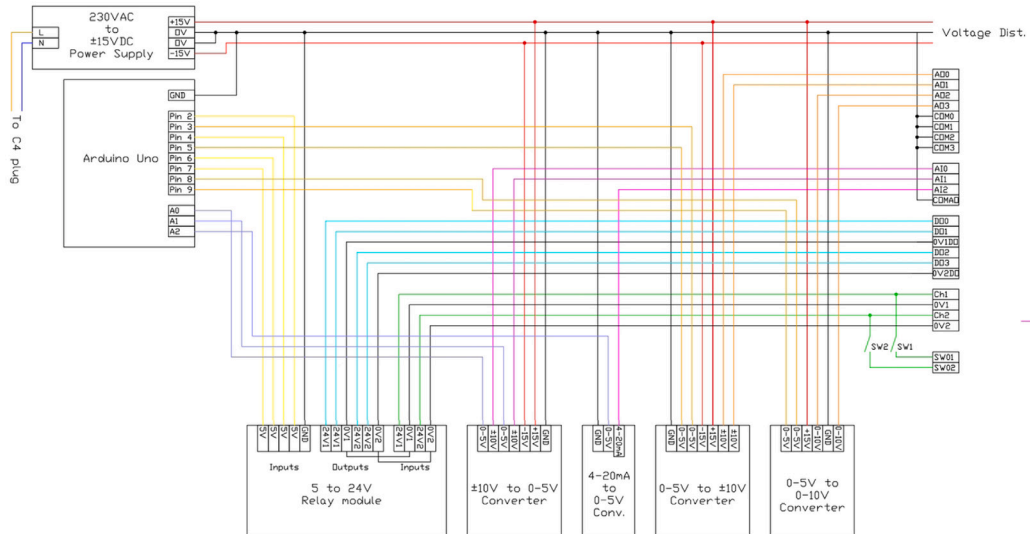 230VAC
to
±15VDC
Power Supply
L
N
+15V
0V
0V
-15V
Voltage Dist.
To C4 plug
Arduino Uno
GND
Pin 2
Pin 3
Pin 4
Pin 5
Pin 6
Pin 7
Pin 8
Pin 9
A0
A1
A2
AO0
AO1
AO2
AO3
COM0
COM1
COM2
COM3
AI0
AI1
AI2
COMAO
DO0
DO1
0V1DO
DO2
DO3
0V2DO
Ch1
0V1
Ch2
0V2
SW2
SW1
SW01
SW02
5V
5V
5V
5V
GND
24V1
24V1
0V1
24V2
24V2
0V2
24V1
0V1
24V2
0V2
Inputs
Outputs
Inputs
5 to 24V
Relay module
0-5V
±10V
0-5V
±10V
-15V
+15V
GND
±10V to 0-5V
Converter
GND
0-5V
4-20mA
4-20mA
to
0-5V
Conv.
GND
0-5V
0-5V
-15V
+15V
±10V
±10V
0-5V to ±10V
Converter
0-5V
0-5V
+15V
0-10V
GND
0-10V
0-5V to
0-10V
Converter